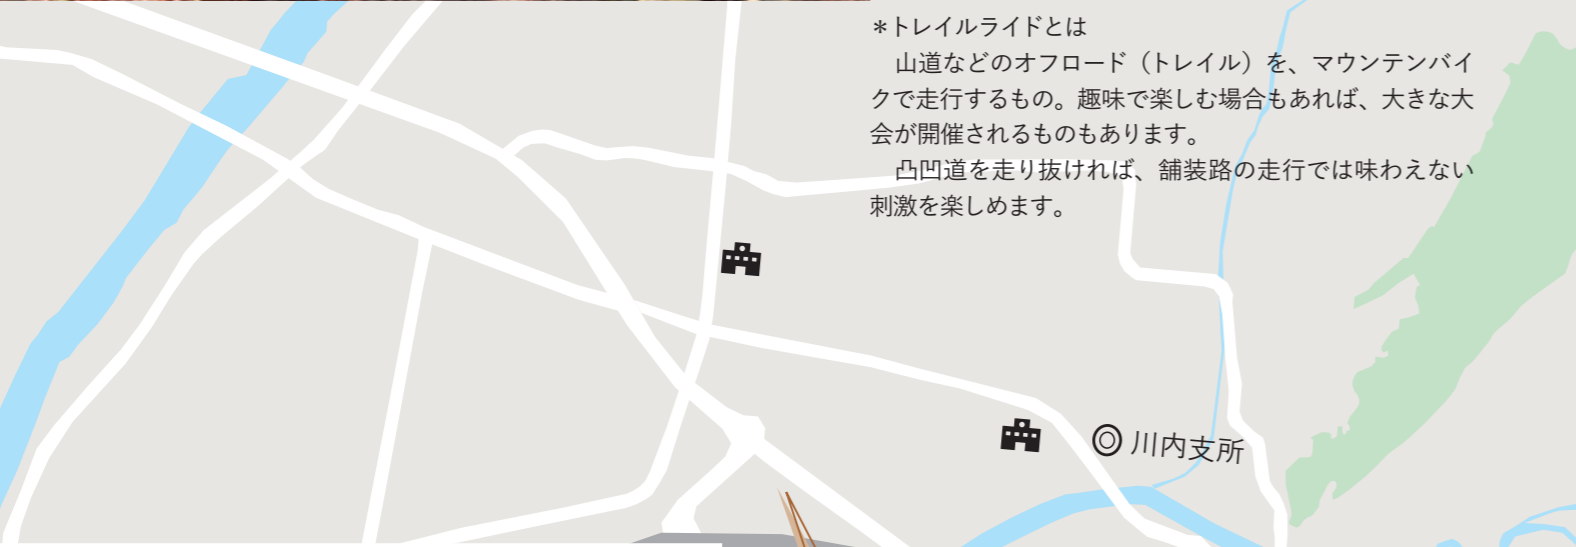 ＊トレイルライドとは
　山道などのオフロード（トレイル）を、マウンテンバイ
クで走行するもの。趣味で楽しむ場合もあれば、大きな大
会が開催されるものもあります。
　凸凹道を走り抜ければ、舗装路の走行では味わえない
刺激を楽しめます。
川内支所